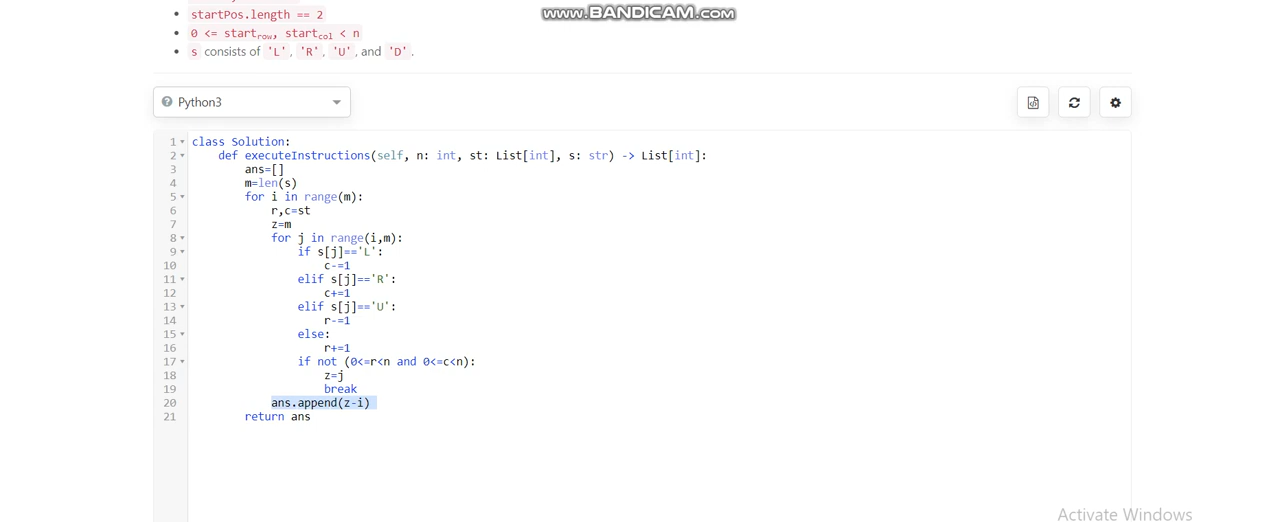 www.BANDICAM.com
startPos.length == 2
0 <= startrow, startcol < n
s consists of 'L', 'R', 'U', and 'D'.
Python3
1 class Solution:
2 def executeInstructions(self, n: int, st: List[int], s: str) -> List[int]:
3 ans=[]
4 m=len(s)
5 for i in range(m):
6 r,c=st
7 z=m
8 for j in range(i,m):
9 if s[j]=='L':
10 c-=1
11 elif s[j]=='R':
12 c+=1
13 elif s[j]=='U':
14 r-=1
15 else:
16 r+=1
17 if not (0<=r<n and 0<=c<n):
18 z=j
19 break
20 ans.append(z-i)
21 return ans
Activate Windows